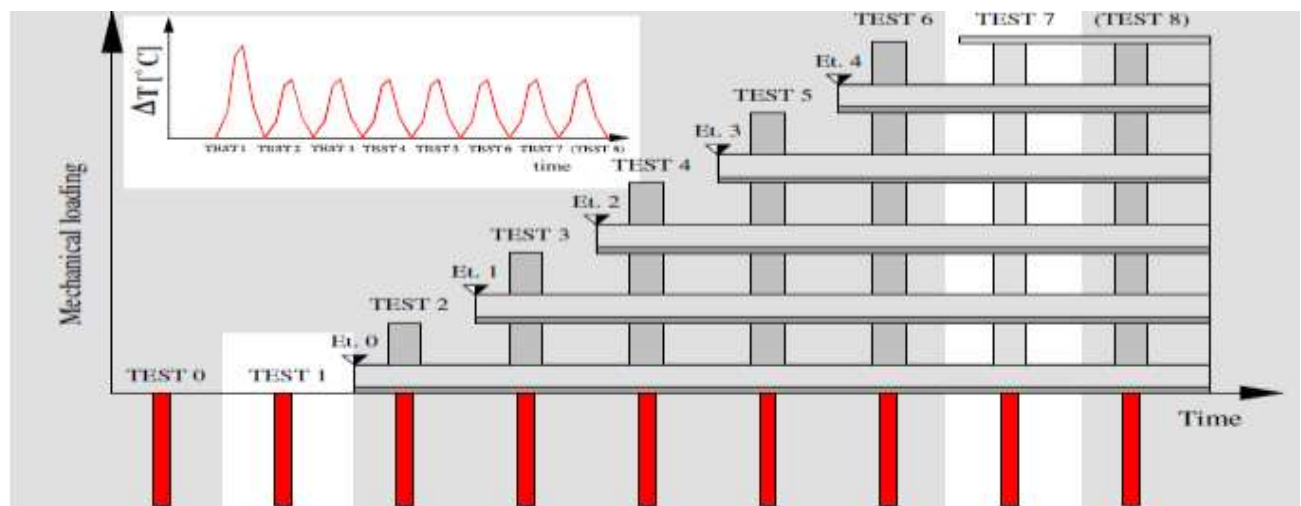 TEST 6
TEST 7
(TEST 8)
ΔT [°C]
Et. 4
TEST 5
Et. 3
TEST 1
TEST 2
TEST 3
TEST 4
TEST 5
TEST 6
TEST 7
(TEST 8)
time
TEST 4
Et. 2
TEST 3
Et. 1
TEST 2
Et. 0
Mechanical loading
TEST 0
TEST 1
Time